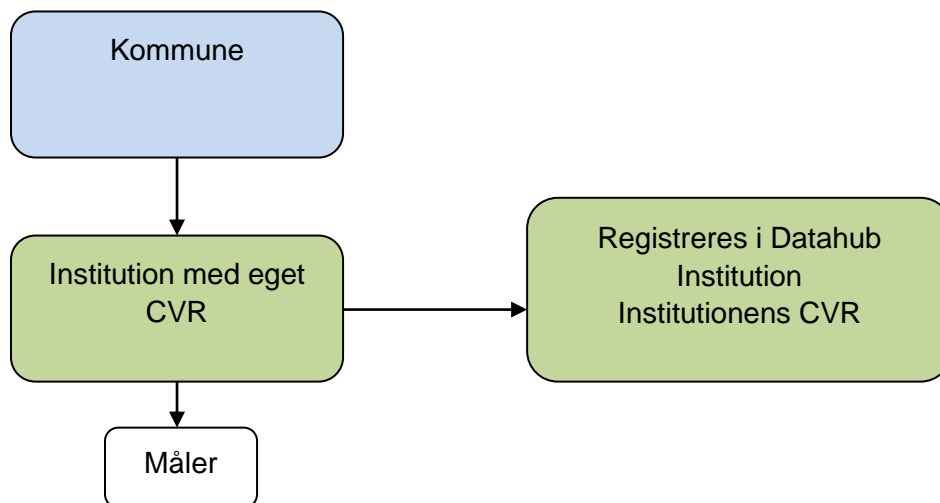 Kommune
Institution med eget
CVR
Registreres i Datahub
Institution
Institutionens CVR
Måler